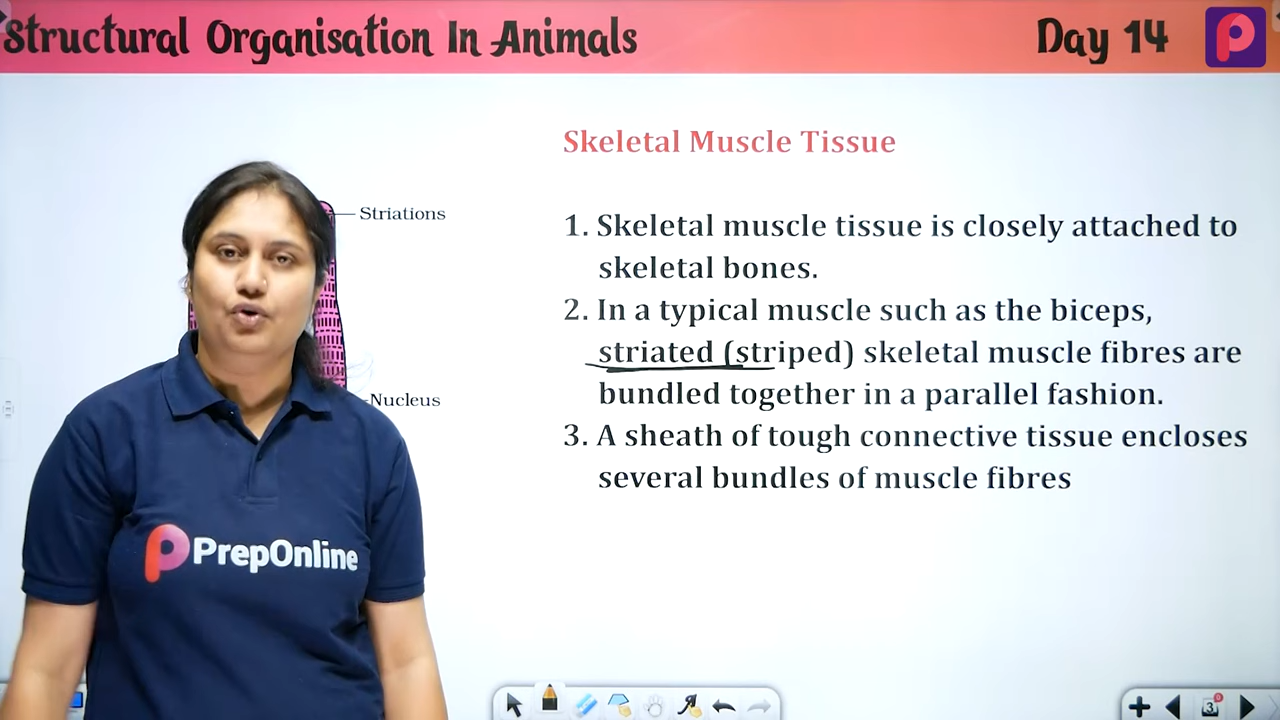 Structural Organisation In Animals
Day 14
Skeletal Muscle Tissue
Striations
1. Skeletal muscle tissue is closely attached to
skeletal bones.
2. In a typical muscle such as the biceps,
striated (striped) skeletal muscle fibres are
Nucleus
bundled together in a parallel fashion.
3. A sheath of tough connective tissue encloses
several bundles of muscle fibres
PrepOnline
3